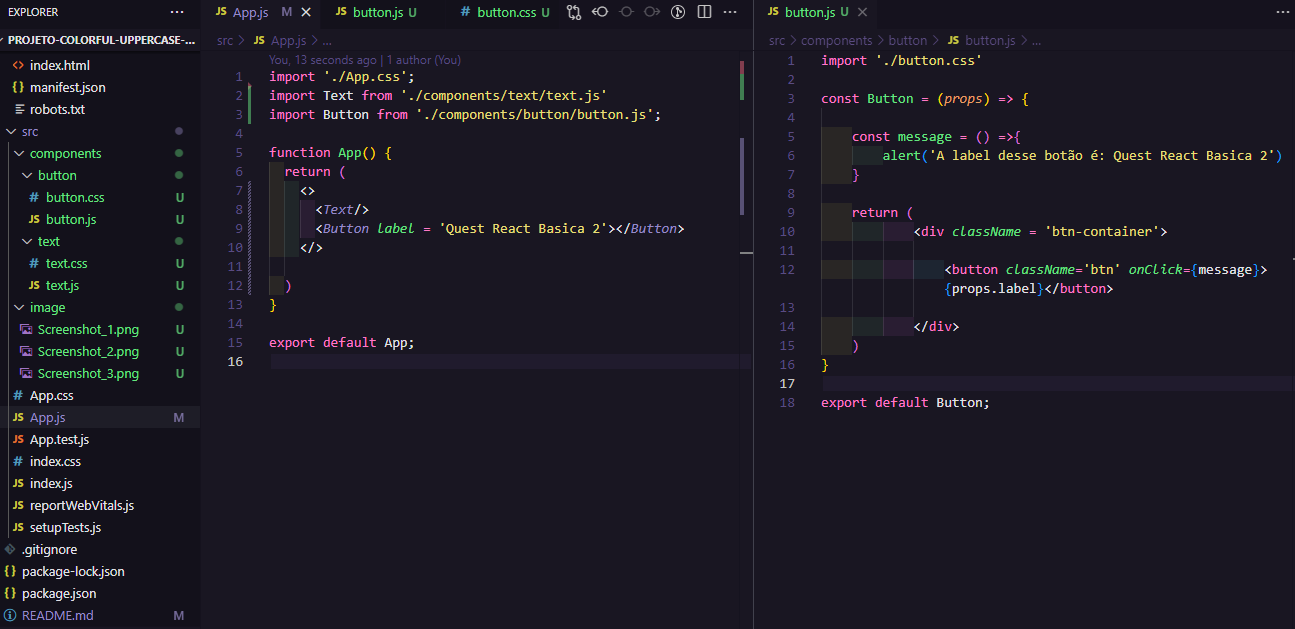 EXPLORER
PROJETO-COLORFUL-UPPERCASE-...
index.html
manifest.json
robots.txt
src
components
button
# button.css U
JS button.js U
text
# text.css U
JS text.js U
image
Screenshot_1.png U
Screenshot_2.png U
Screenshot_3.png U
# App.css
JS App.js M
JS App.test.js
# index.css
JS index.js
JS reportWebVitals.js
JS setupTests.js
.gitignore
{} package-lock.json
{} package.json
README.md M
JS App.js M
JS button.js U
# button.css U
src > JS App.js > ...
You, 13 seconds ago | 1 author (You)
1 import './App.css';
2 import Text from './components/text/text.js'
3 import Button from './components/button/button.js';
4
5 function App() {
6 return (
7 <>
8 <Text/>
9 <Button label = 'Quest React Basica 2'></Button>
10 </>
11
12 )
13 }
14
15 export default App;
16
JS button.js U
src > components > button > JS button.js > ...
1 import './button.css'
2
3 const Button = (props) => {
4
5 const message = () =>{
6 alert('A label desse botão é: Quest React Basica 2')
7 }
8
9 return (
10 <div className = 'btn-container'>
11
12 <button className='btn' onClick={message}>
{props.label}</button>
13
14 </div>
15 )
16 }
17
18 export default Button;